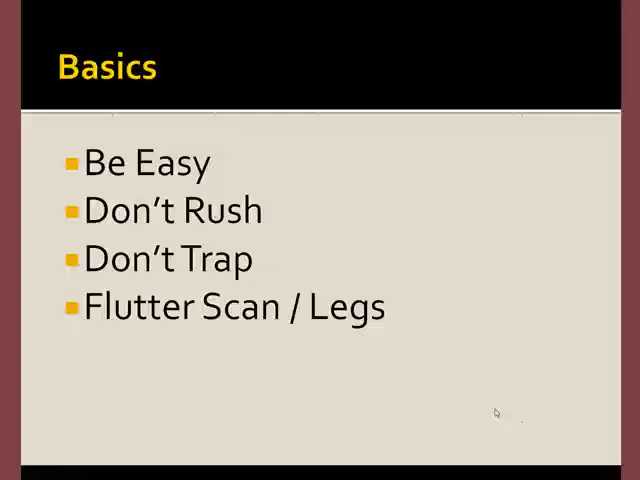 Basics
Be Easy
Don't Rush
Don't Trap
Flutter Scan / Legs